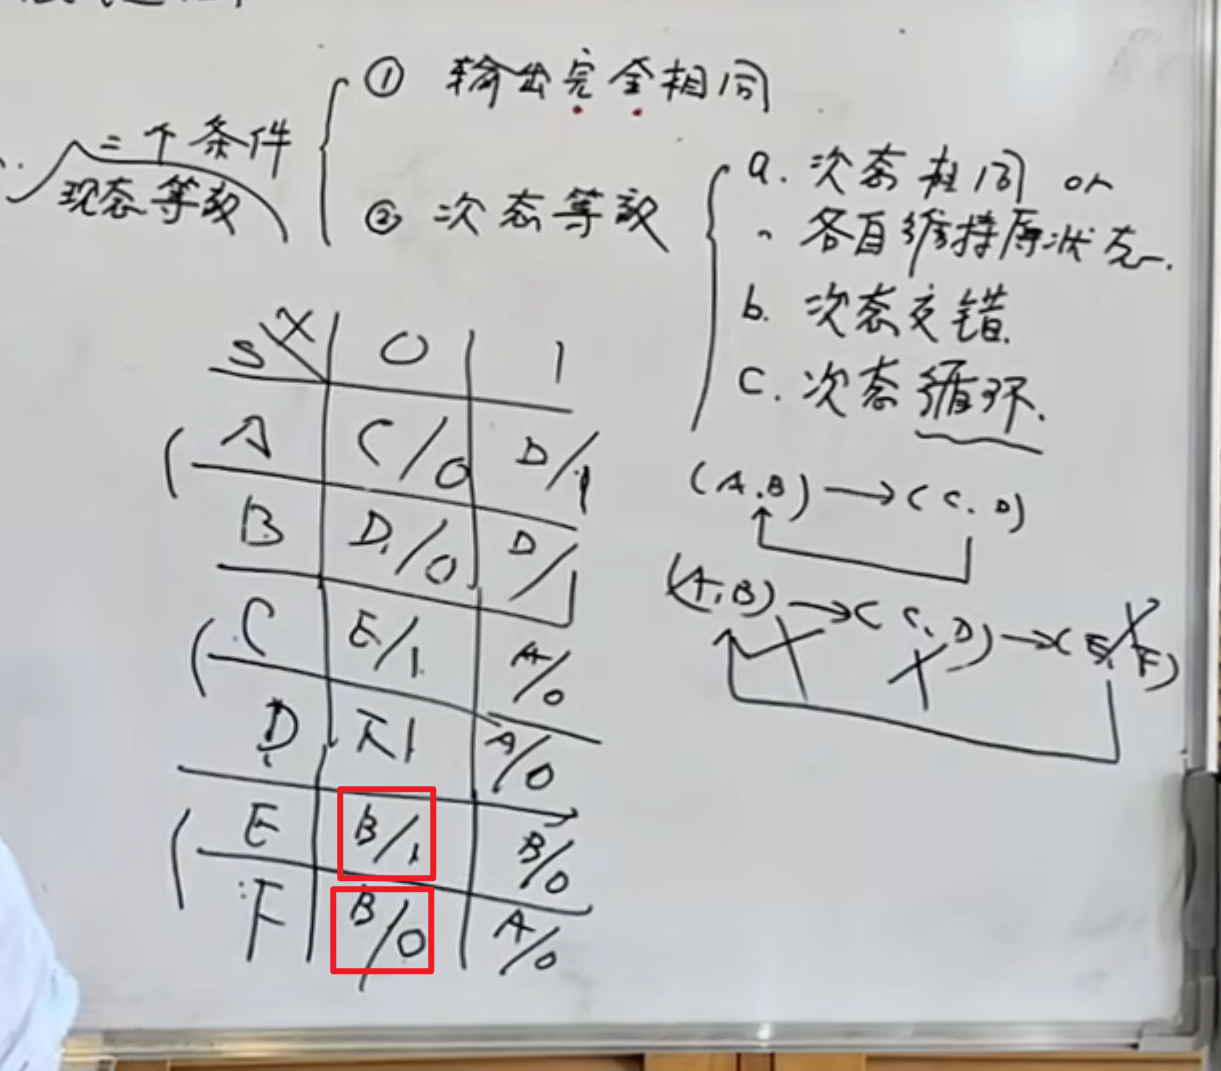 二个条件
现态等效
① 输出完全相同
② 次态等效
a. 次态相同 or
各自维持原状态.
b. 次态交错.
c. 次态循环.
S X 0 1
A C/0 D/1
B D/0 D/1
C E/1 A/0
D F1 A/0
E B/1 B/0
F B/0 A/0
(A.B) → (C.D)
(A.B) → (C.D) → (E.F)